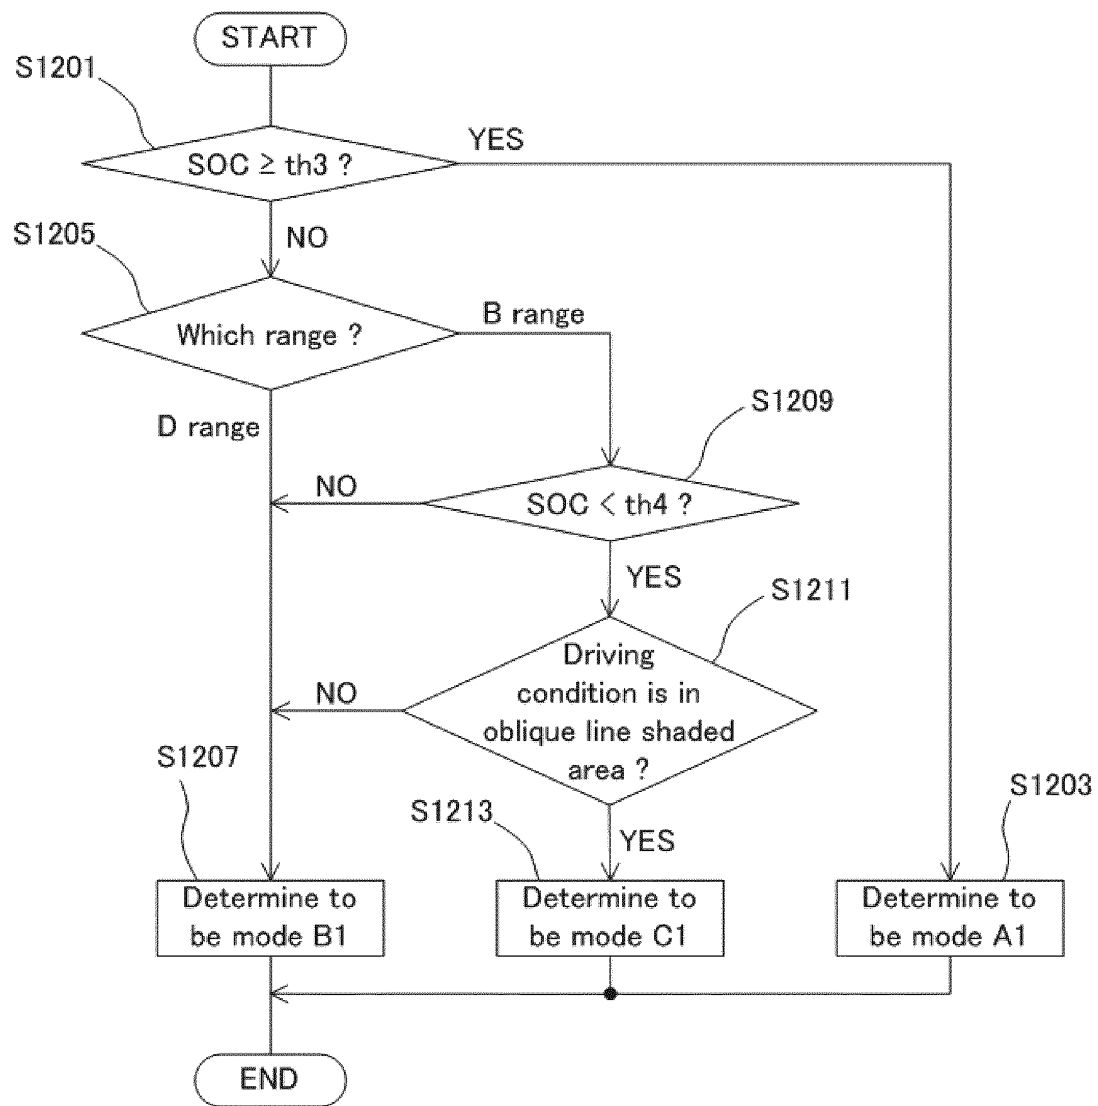 START
S1201
YES
SOC ≥ th3 ?
S1205
NO
B range
Which range ?
S1209
D range
NO
SOC < th4 ?
YES
S1211
Driving
condition is in
oblique line shaded
area ?
NO
S1207
S1213
YES
S1203
Determine to
be mode B1
Determine to
be mode C1
Determine to
be mode A1
END